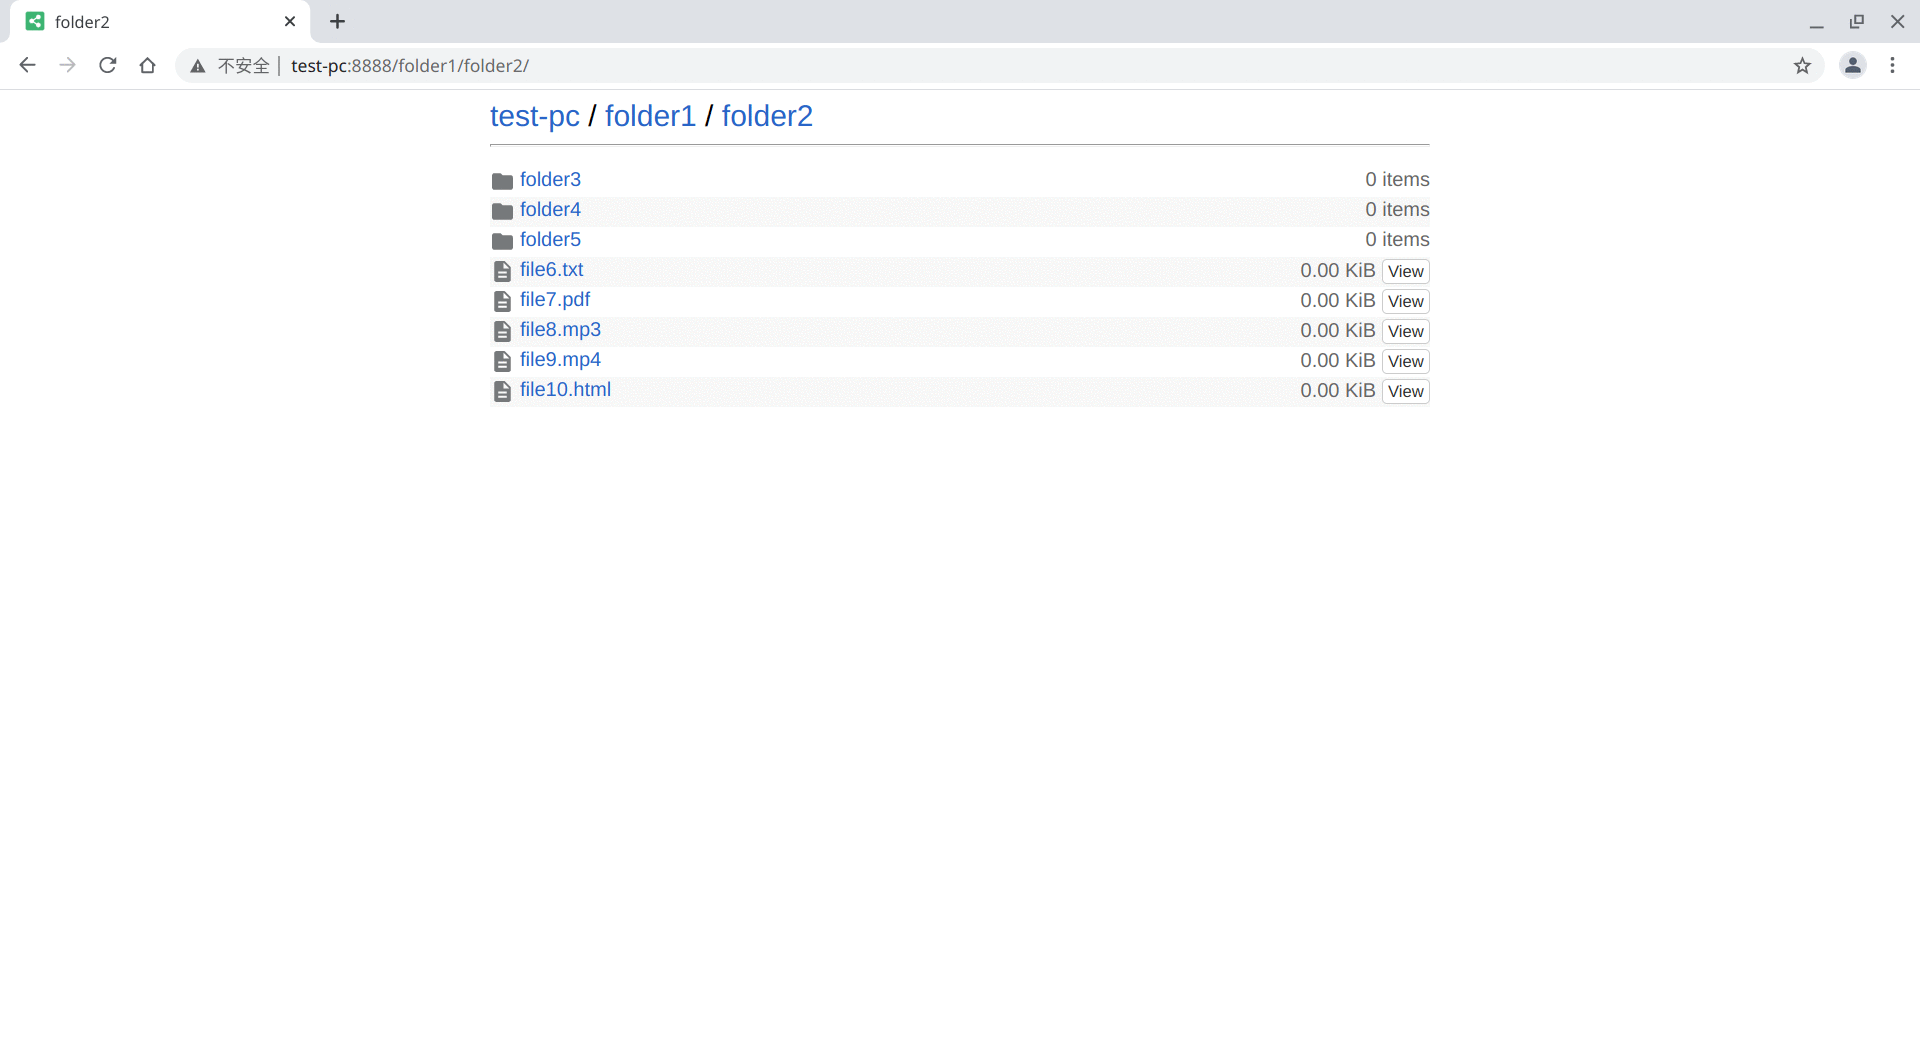 folder2
不安全 | test-pc:8888/folder1/folder2/
test-pc / folder1 / folder2
folder3 0 items
folder4 0 items
folder5 0 items
file6.txt 0.00 KiB View
file7.pdf 0.00 KiB View
file8.mp3 0.00 KiB View
file9.mp4 0.00 KiB View
file10.html 0.00 KiB View